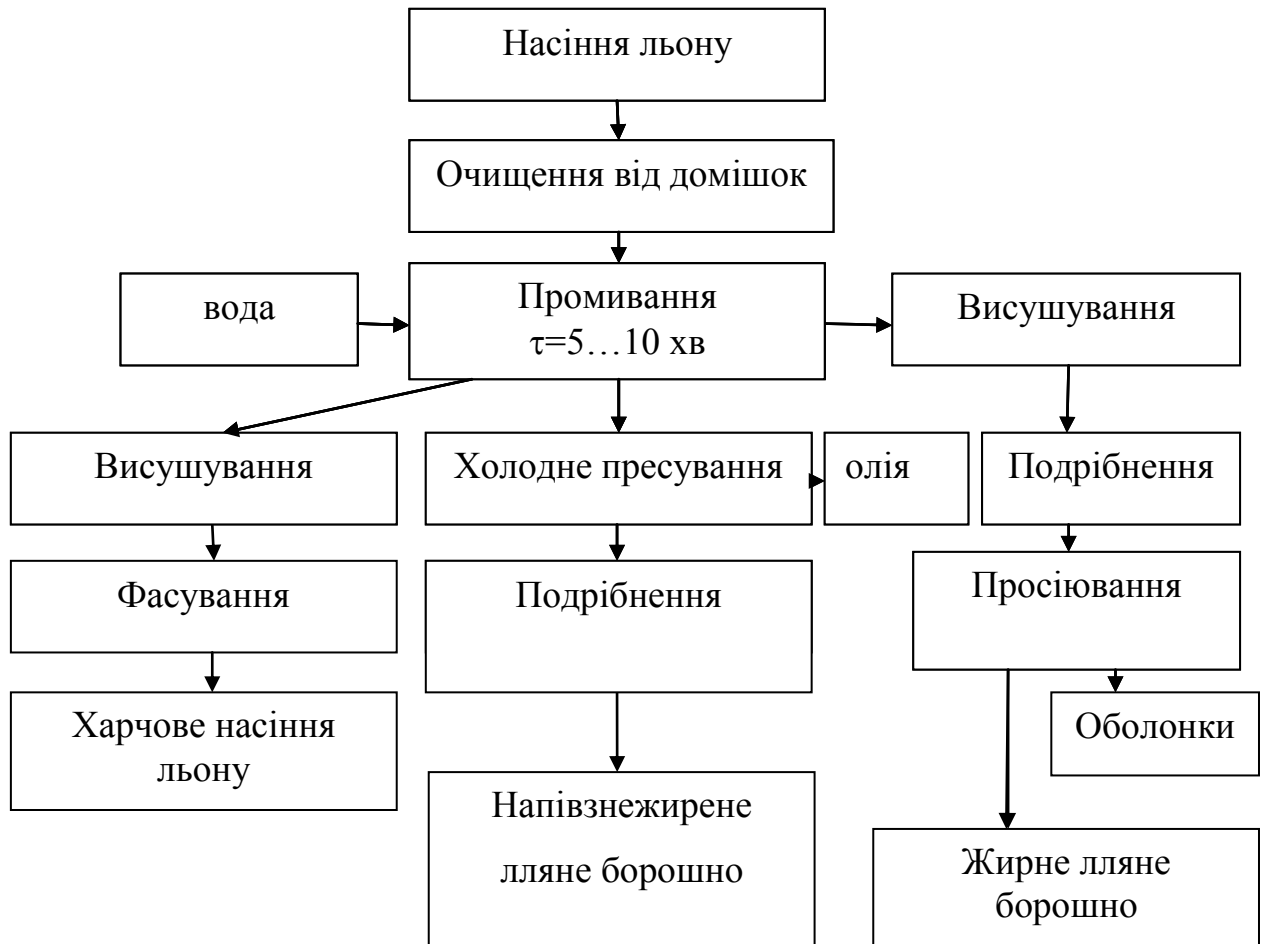 Насіння льону
Очищення від домішок
вода
Промивання
τ=5…10 хв
Висушування
Висушування
Холодне пресування
олія
Подрібнення
Фасування
Подрібнення
Просіювання
Харчове насіння
льону
Оболонки
Напівзнежирене
лляне борошно
Жирне лляне
борошно